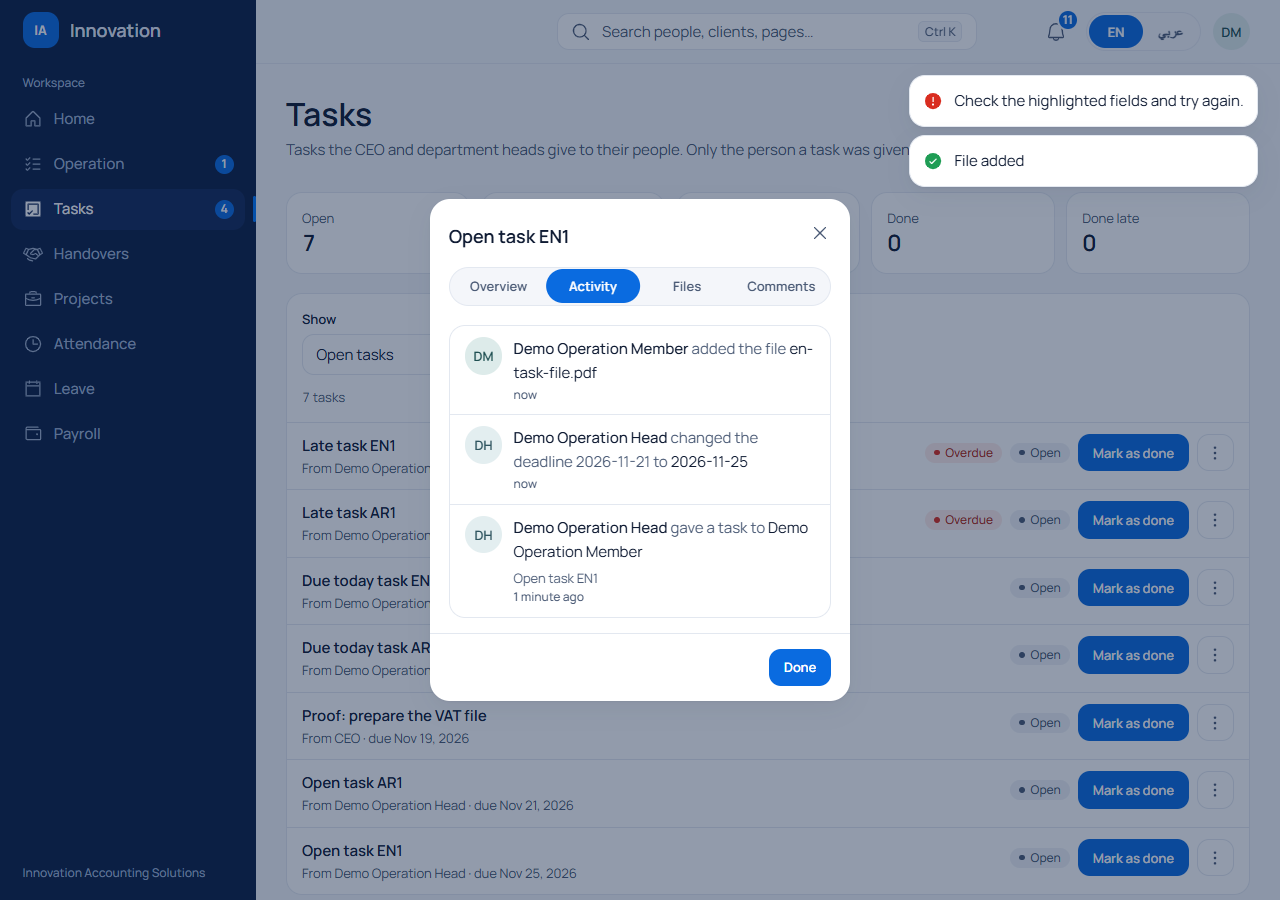 IA
Innovation
Search people, clients, pages...
Ctrl K
11
EN
عربي
DM
Workspace
Home
Operation
1
Tasks
4
Handovers
Projects
Attendance
Leave
Payroll
Innovation Accounting Solutions
Check the highlighted fields and try again.
File added
Tasks
Tasks the CEO and department heads give to their people. Only the person a task was given
Open
7
Done
0
Done late
0
Show
Open tasks
7 tasks
Late task EN1
From Demo Operation
Overdue
Open
Mark as done
Late task AR1
From Demo Operation
Overdue
Open
Mark as done
Due today task EN
From Demo Operation
Open
Mark as done
Due today task AR
From Demo Operation
Open
Mark as done
Proof: prepare the VAT file
From CEO · due Nov 19, 2026
Open
Mark as done
Open task AR1
From Demo Operation Head · due Nov 21, 2026
Open
Mark as done
Open task EN1
From Demo Operation Head · due Nov 25, 2026
Open
Mark as done
Open task EN1
Overview
Activity
Files
Comments
DM
Demo Operation Member added the file en-
task-file.pdf
now
DH
Demo Operation Head changed the
deadline 2026-11-21 to 2026-11-25
now
DH
Demo Operation Head gave a task to Demo
Operation Member
Open task EN1
1 minute ago
Done